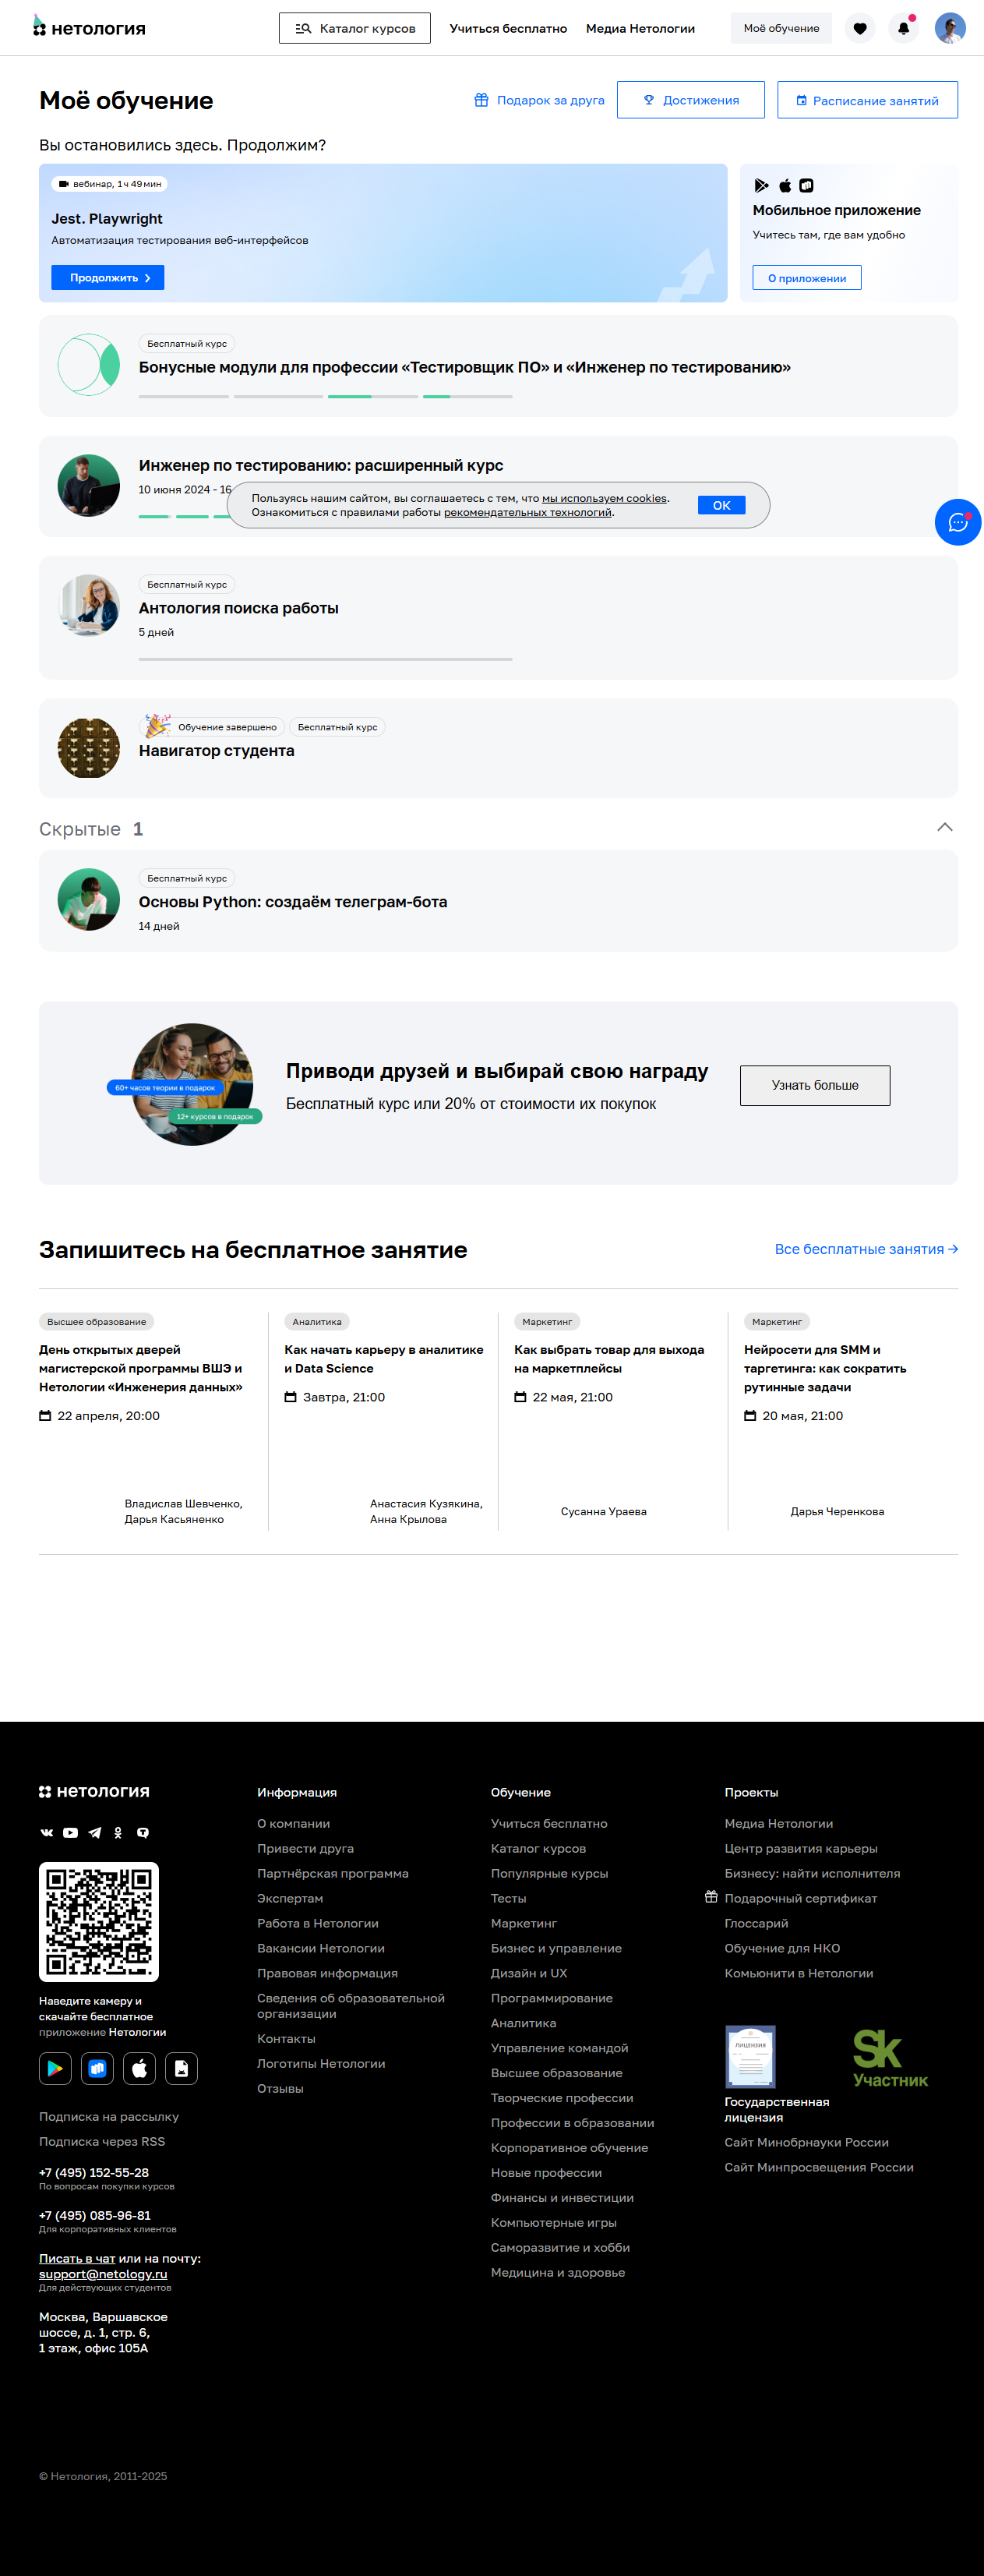 нетология
Каталог курсов
Учиться бесплатно
Медиа Нетологии
Моё обучение
Моё обучение
Подарок за друга
Достижения
Расписание занятий
Вы остановились здесь. Продолжим?
вебинар, 1 ч 49 мин
Jest. Playwright
Автоматизация тестирования веб-интерфейсов
Продолжить
Мобильное приложение
Учитесь там, где вам удобно
О приложении
Бесплатный курс
Бонусные модули для профессии «Тестировщик ПО» и «Инженер по тестированию»
Инженер по тестированию: расширенный курс
10 июня 2024 - 16
Пользуясь нашим сайтом, вы соглашаетесь с тем, что мы используем cookies.
Ознакомиться с правилами работы рекомендательных технологий.
ОК
Бесплатный курс
Антология поиска работы
5 дней
Обучение завершено
Бесплатный курс
Навигатор студента
Скрытые 1
Бесплатный курс
Основы Python: создаём телеграм-бота
14 дней
60+ часов теории в подарок
12+ курсов в подарок
Приводи друзей и выбирай свою награду
Бесплатный курс или 20% от стоимости их покупок
Узнать больше
Запишитесь на бесплатное занятие
Все бесплатные занятия →
Высшее образование
День открытых дверей
магистерской программы ВШЭ и
Нетологии «Инженерия данных»
22 апреля, 20:00
Владислав Шевченко,
Дарья Касьяненко
Аналитика
Как начать карьеру в аналитике
и Data Science
Завтра, 21:00
Анастасия Кузякина,
Анна Крылова
Маркетинг
Как выбрать товар для выхода
на маркетплейсы
22 мая, 21:00
Сусанна Ураева
Маркетинг
Нейросети для SMM и
таргетинга: как сократить
рутинные задачи
20 мая, 21:00
Дарья Черенкова
нетология
Наведите камеру и
скачайте бесплатное
приложение Нетологии
Подписка на рассылку
Подписка через RSS
+7 (495) 152-55-28
По вопросам покупки курсов
+7 (495) 085-96-81
Для корпоративных клиентов
Писать в чат или на почту:
support@netology.ru
Для действующих студентов
Москва, Варшавское
шоссе, д. 1, стр. 6,
1 этаж, офис 105А
Информация
О компании
Привести друга
Партнёрская программа
Экспертам
Работа в Нетологии
Вакансии Нетологии
Правовая информация
Сведения об образовательной
организации
Контакты
Логотипы Нетологии
Отзывы
Обучение
Учиться бесплатно
Каталог курсов
Популярные курсы
Тесты
Маркетинг
Бизнес и управление
Дизайн и UX
Программирование
Аналитика
Управление командой
Высшее образование
Творческие профессии
Профессии в образовании
Корпоративное обучение
Новые профессии
Финансы и инвестиции
Компьютерные игры
Саморазвитие и хобби
Медицина и здоровье
Проекты
Медиа Нетологии
Центр развития карьеры
Бизнесу: найти исполнителя
Подарочный сертификат
Глоссарий
Обучение для НКО
Комьюнити в Нетологии
ЛИЦЕНЗИЯ
Государственная
лицензия
Sk
Участник
Сайт Минобрнауки России
Сайт Минпросвещения России
© Нетология, 2011-2025